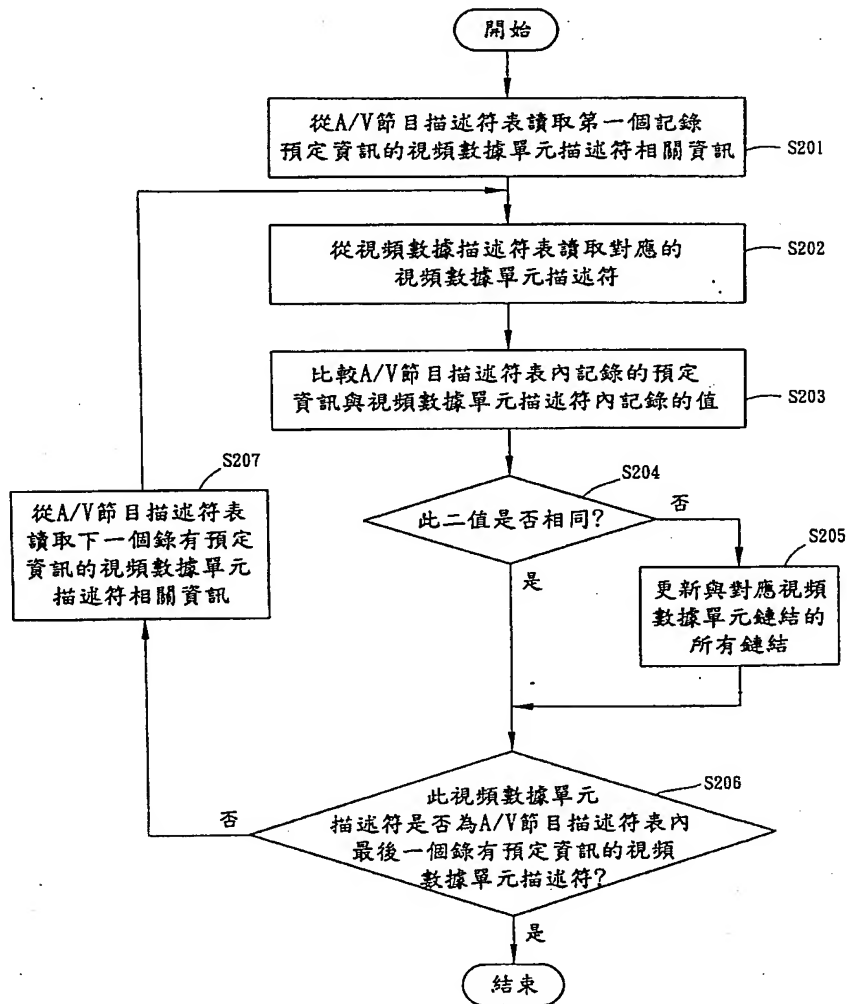 開始
從A/V節目描述符表讀取第一個記錄
預定資訊的視頻數據單元描述符相關資訊
S201
從視頻數據描述符表讀取對應的
視頻數據單元描述符
S202
比較A/V節目描述符表內記錄的預定
資訊與視頻數據單元描述符內記錄的值
S203
S204
此二值是否相同?
否
是
S205
更新與對應視頻
數據單元鏈結的
所有鏈結
S207
從A/V節目描述符表
讀取下一個錄有預定
資訊的視頻數據單元
描述符相關資訊
S206
此視頻數據單元
描述符是否為A/V節目描述符表內
最後一個錄有預定資訊的視頻
數據單元描述符?
否
是
結束